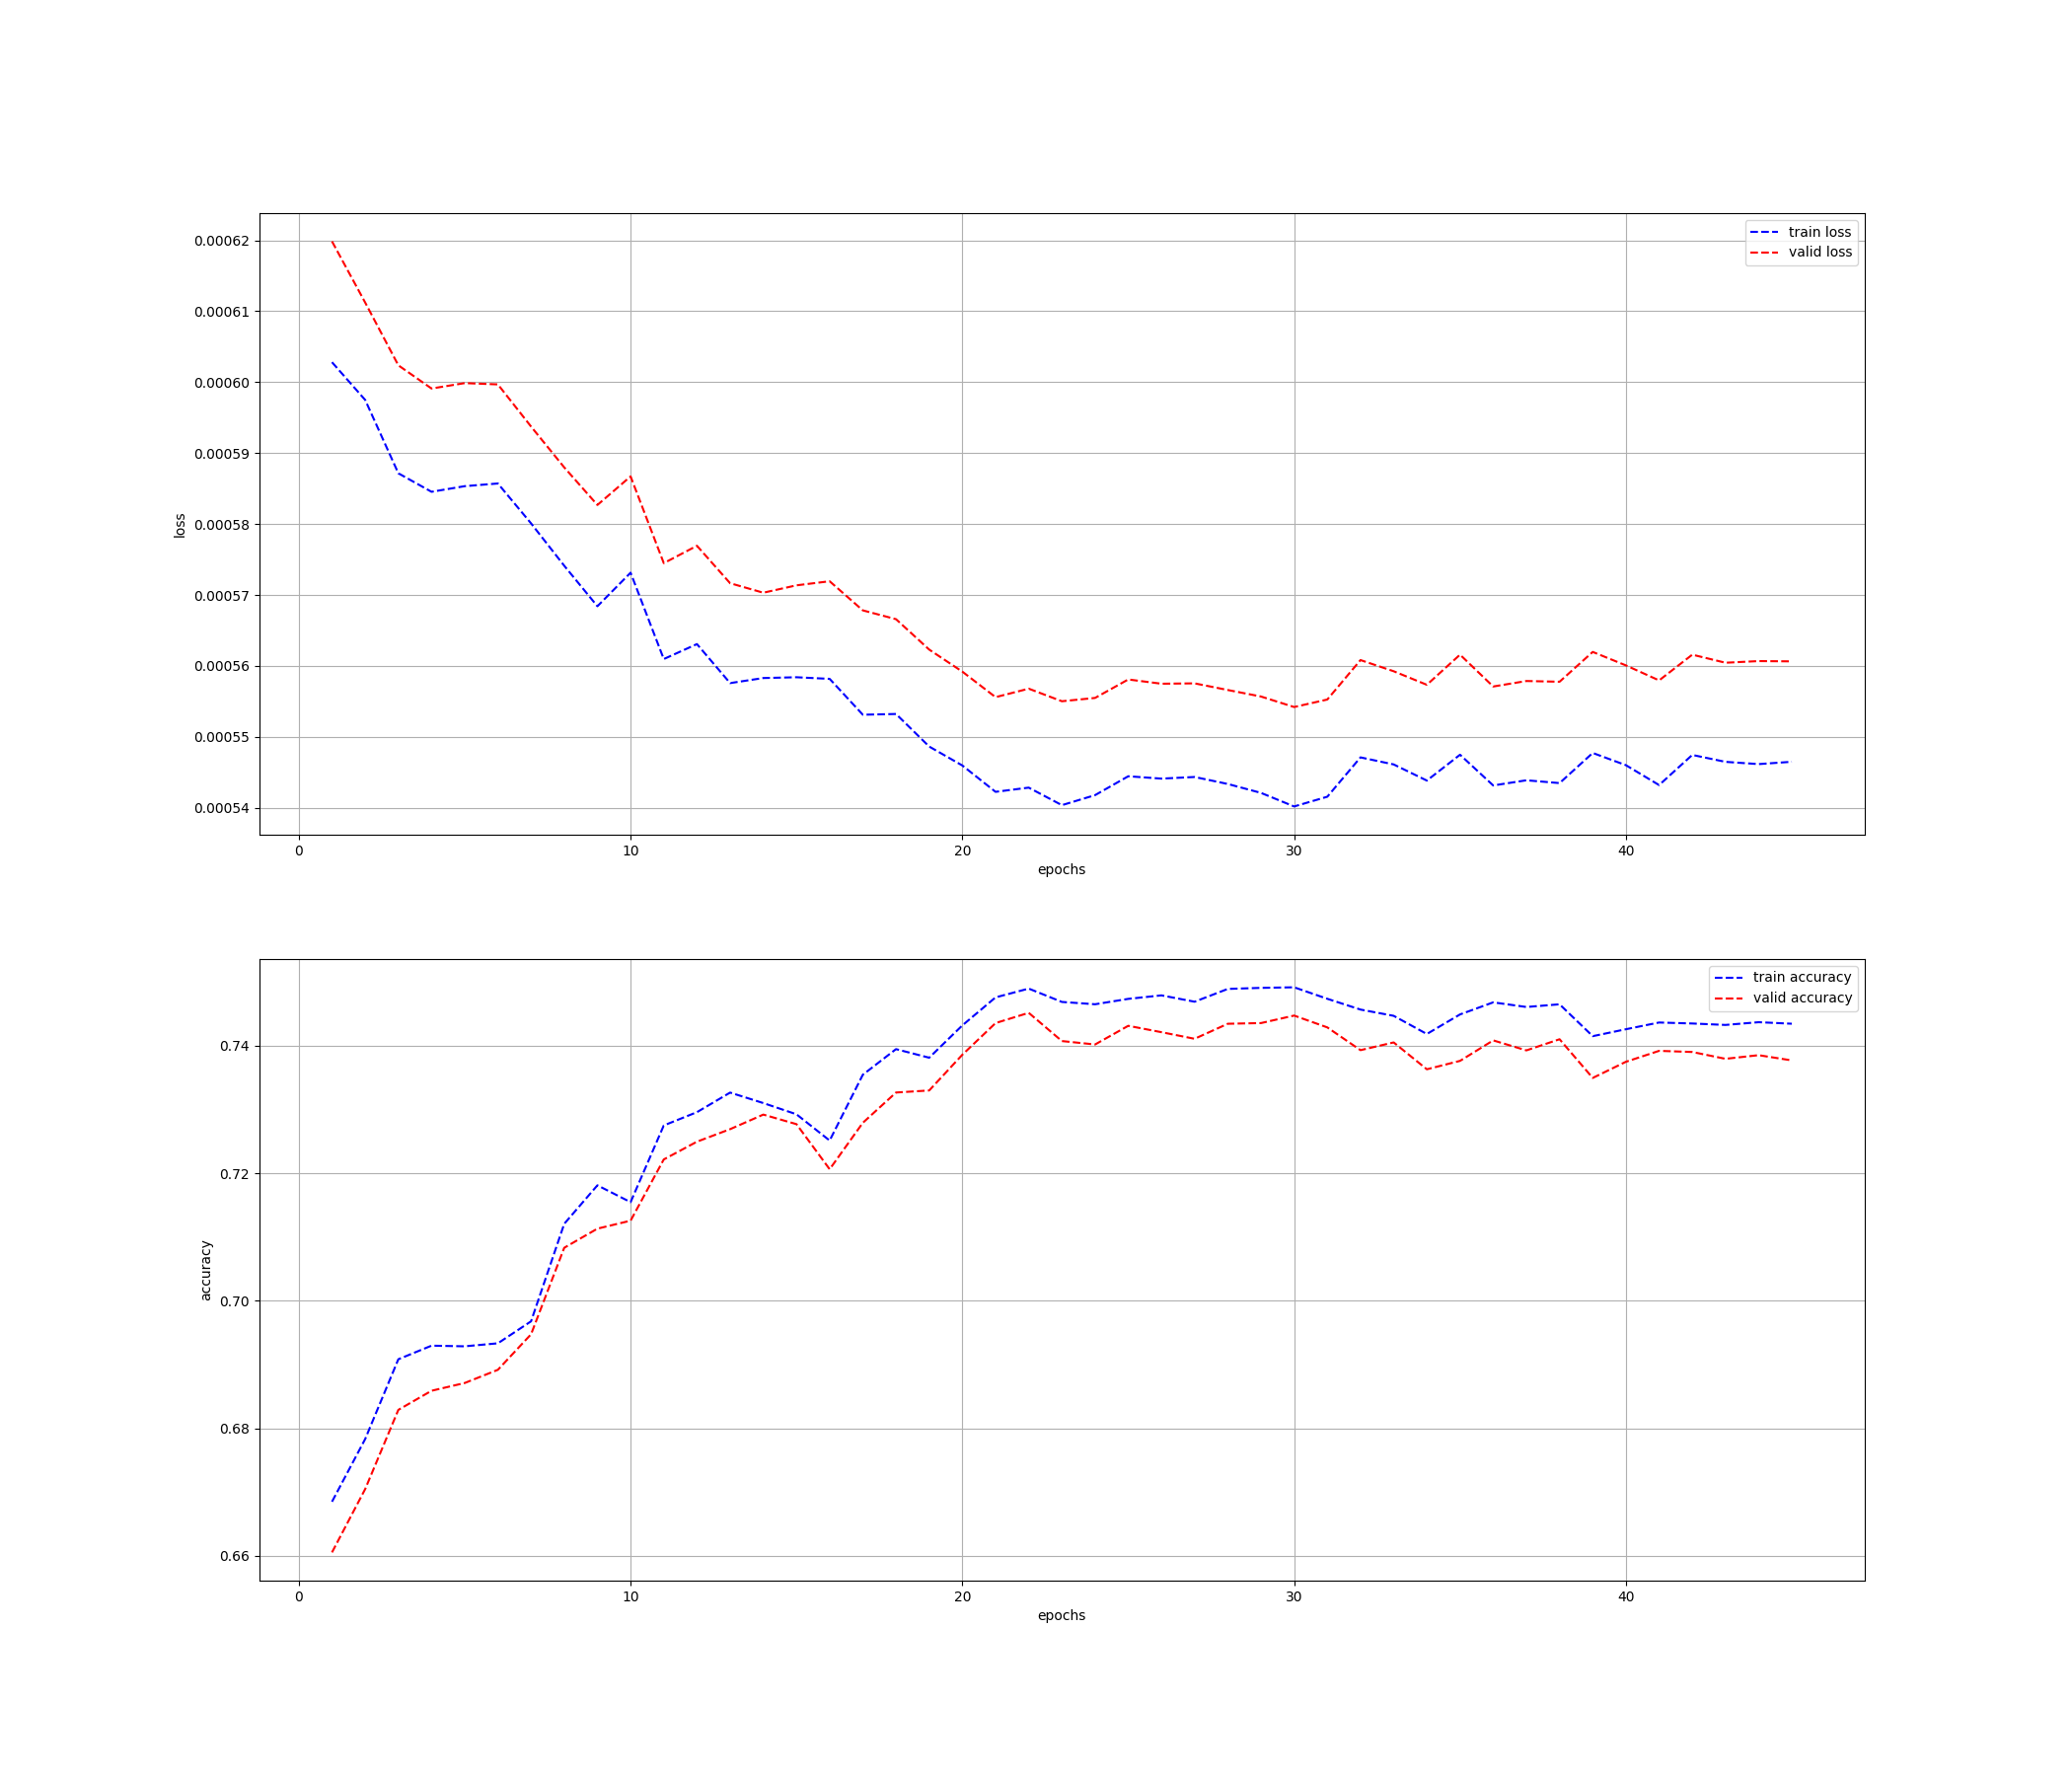 train loss
valid loss
0.00062
0.00061
0.00060
0.00059
0.00058
0.00057
0.00056
0.00055
0.00054
loss
0 10 20 30 40
epochs
train accuracy
valid accuracy
0.74
0.72
0.70
0.68
0.66
accuracy
0 10 20 30 40
epochs